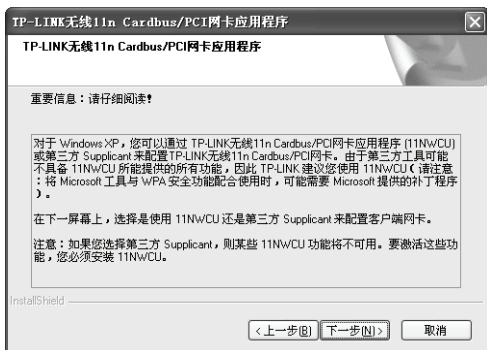 TP-LINK无线11n Cardbus/PCI网卡应用程序
TP-LINK无线11n Cardbus/PCI网卡应用程序
重要信息：请仔细阅读!
对于 Windows XP，您可以通过 TP-LINK无线11n Cardbus/PCI网卡应用程序 (11NWCU)
或第三方 Supplicant 来配置TP-LINK无线11n Cardbus/PCI网卡。由于第三方工具可能
不具备 11NWCU 所能提供的所有功能，因此 TP-LINK 建议您使用 11NWCU（请注意
：将 Microsoft 工具与 WPA 安全功能配合使用时，可能需要 Microsoft 提供的补丁程序
）。
在下一屏幕上，选择是使用 11NWCU 还是第三方 Supplicant 来配置客户端网卡。
注意：如果您选择第三方 Supplicant，则某些 11NWCU 功能将不可用。要激活这些功
能，您必须安装 11NWCU。
InstallShield
<上一步(B) 下一步(N)> 取消